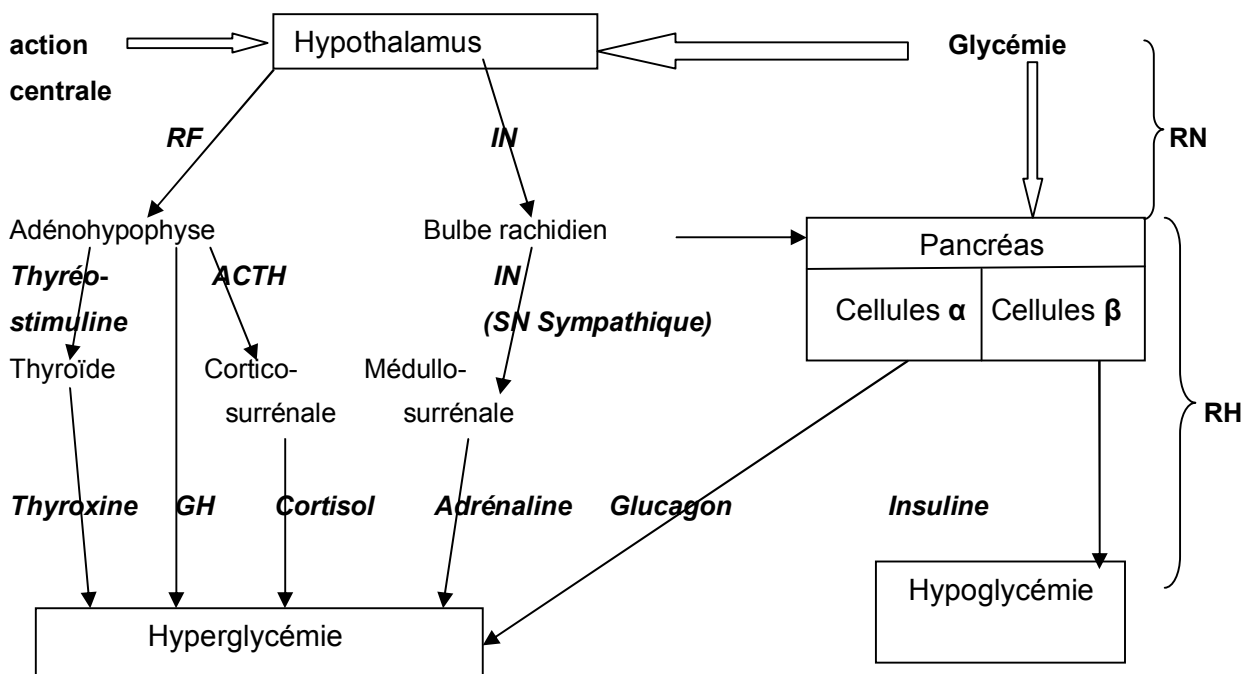 action
centrale
Hypothalamus
Glycémie
RF
IN
RN
Adénohypophyse
Bulbe rachidien
Pancréas
Thyréo-
stimuline
ACTH
IN
(SN Sympathique)
Cellules α
Cellules β
Thyroïde
Cortico-
surrénale
Médullo-
surrénale
RH
Thyroxine
GH
Cortisol
Adrénaline
Glucagon
Insuline
Hyperglycémie
Hypoglycémie